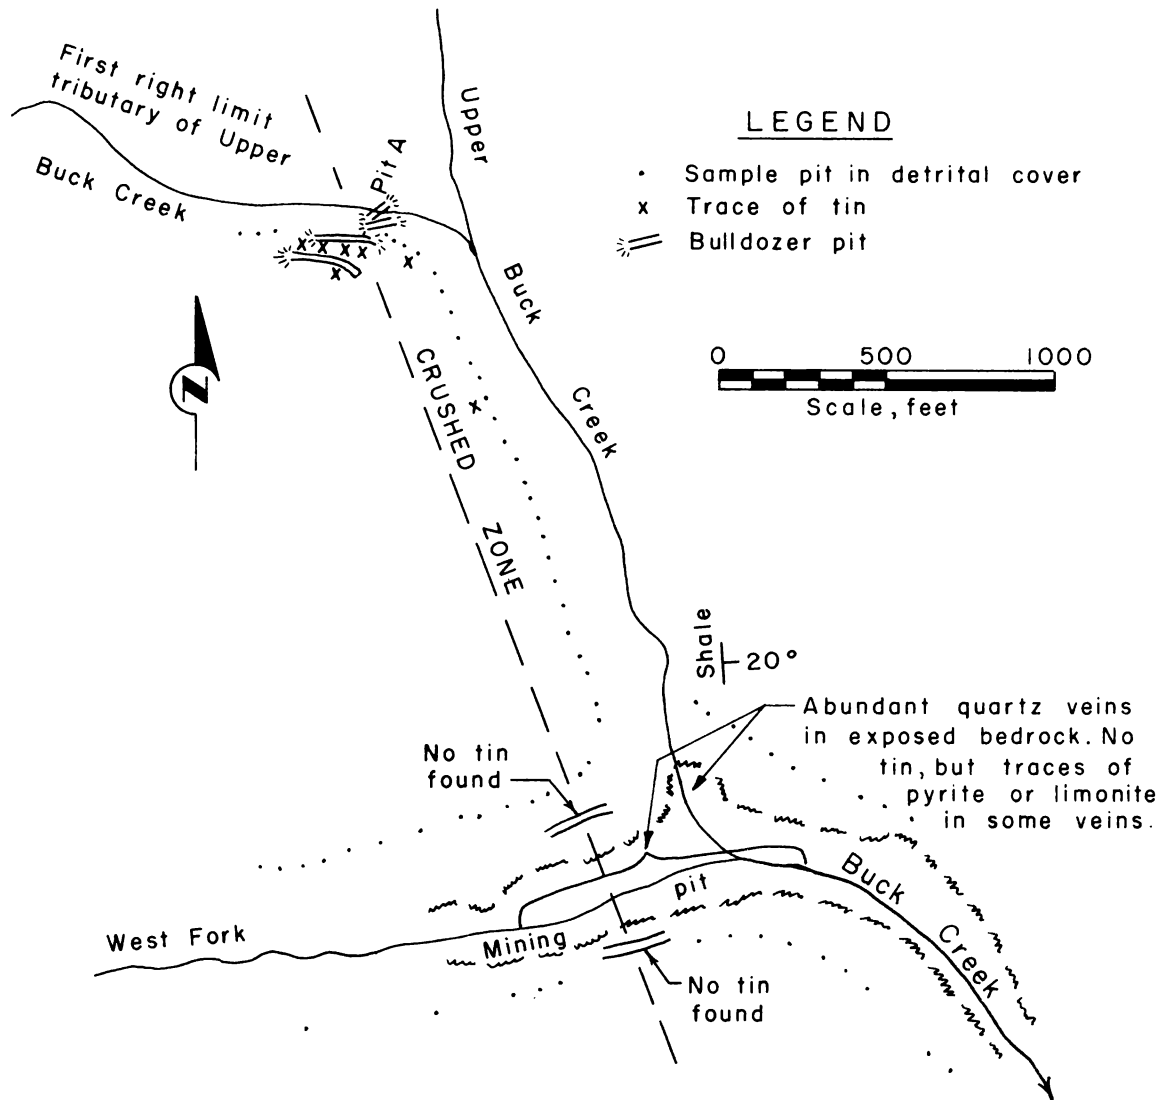 First right limit
tributary of Upper
Buck Creek
Pit A
Upper
Buck
Creek
LEGEND
Sample pit in detrital cover
x Trace of tin
Bulldozer pit
0 500 1000
Scale, feet
N
CRUSHED
ZONE
Shale
20°
Abundant quartz veins
in exposed bedrock. No
tin, but traces of
pyrite or limonite
in some veins.
No tin
found
West Fork
Mining
pit
Buck
Creek
No tin
found